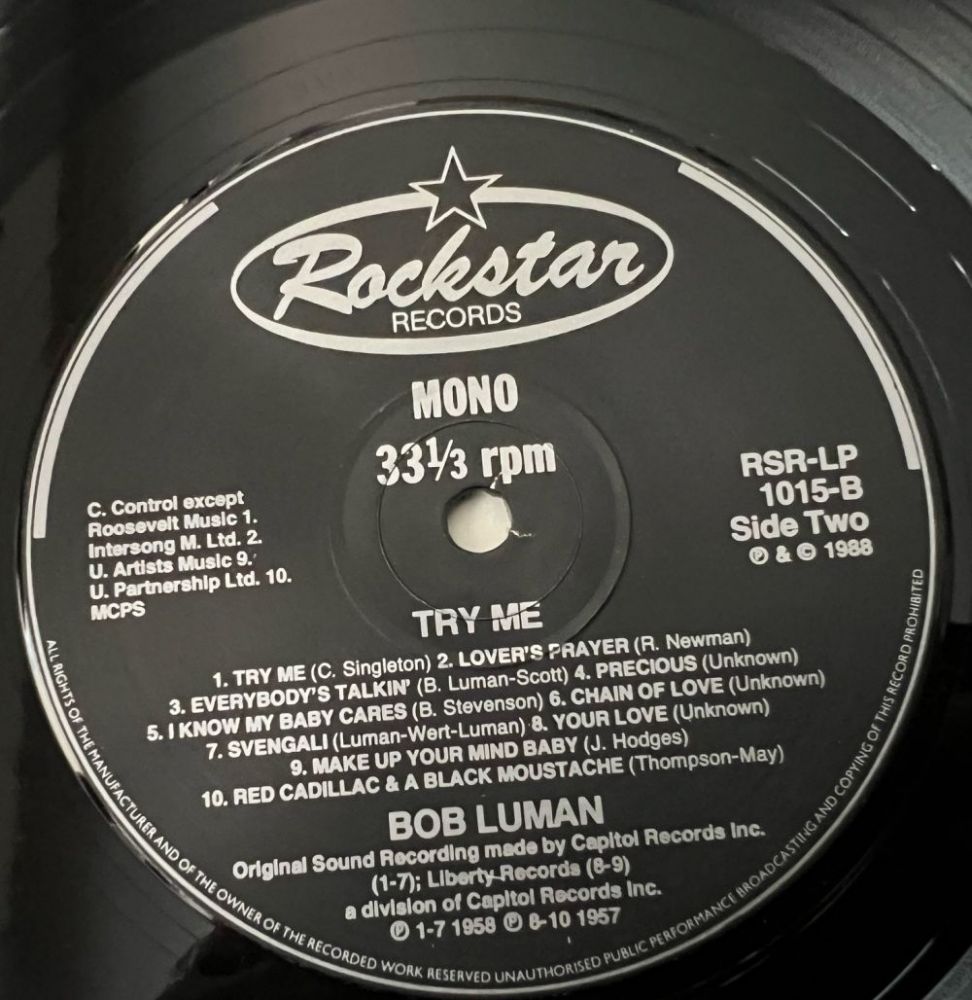 Rockstar
RECORDS
MONO
33⅓ rpm
C. Control except
Roosevelt Music 1.
Intersong M. Ltd. 2.
U. Artists Music 9.
U. Partnership Ltd. 10.
MCPS
RSR-LP
1015-B
Side Two
℗ & © 1988
TRY ME
1. TRY ME (C. Singleton) 2. LOVER'S PRAYER (R. Newman)
3. EVERYBODY'S TALKIN' (B. Luman-Scott) 4. PRECIOUS (Unknown)
5. I KNOW MY BABY CARES (B. Stevenson) 6. CHAIN OF LOVE (Unknown)
7. SVENGALI (Luman-Wert-Luman) 8. YOUR LOVE (Unknown)
9. MAKE UP YOUR MIND BABY (J. Hodges)
10. RED CADILLAC & A BLACK MOUSTACHE (Thompson-May)
BOB LUMAN
Original Sound Recording made by Capitol Records Inc.
(1-7); Liberty Records (8-9)
a division of Capitol Records Inc.
℗ 1-7 1958 ℗ 8-10 1957
ALL RIGHTS OF THE MANUFACTURER AND OF THE OWNER OF THE RECORDED WORK RESERVED UNAUTHORISED PUBLIC PERFORMANCE BROADCASTING AND COPYING OF THIS RECORD PROHIBITED